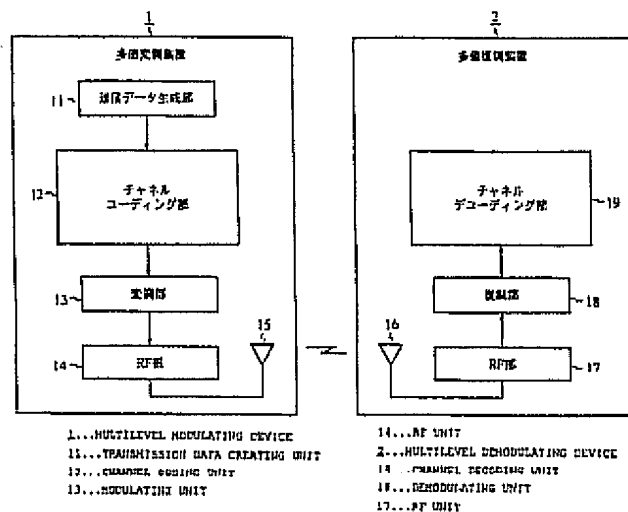 1
多値変調装置
11
送信データ生成部
12
チャネル
コーディング部
13
変調部
14
RF部
15
2
多値復調装置
チャネル
デコーディング部
19
復調部
18
16
RF部
17
1...MULTILEVEL MODULATING DEVICE
11...TRANSMISSION DATA CREATING UNIT
12...CHANNEL CODING UNIT
13...MODULATING UNIT
14...RF UNIT
2...MULTILEVEL DEMODULATING DEVICE
19...CHANNEL DECODING UNIT
18...DEMODULATING UNIT
17...RF UNIT